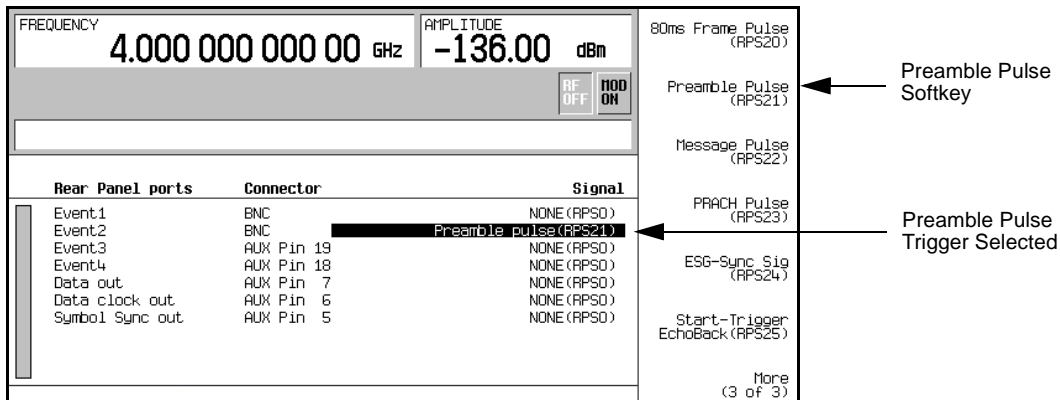 FREQUENCY
4.000 000 000 00 GHz
AMPLITUDE
-136.00 dBm
RF OFF
MOD ON
Rear Panel ports Connector Signal
Event1 BNC NONE(RPS0)
Event2 BNC Preamble pulse(RPS21)
Event3 AUX Pin 19 NONE(RPS0)
Event4 AUX Pin 18 NONE(RPS0)
Data out AUX Pin 7 NONE(RPS0)
Data clock out AUX Pin 6 NONE(RPS0)
Symbol Sync out AUX Pin 5 NONE(RPS0)
80ms Frame Pulse
(RPS20)
Preamble Pulse
(RPS21)
Message Pulse
(RPS22)
PRACH Pulse
(RPS23)
ESG-Sync Sig
(RPS24)
Start-Trigger
EchoBack(RPS25)
More
(3 of 3)
Preamble Pulse
Softkey
Preamble Pulse
Trigger Selected